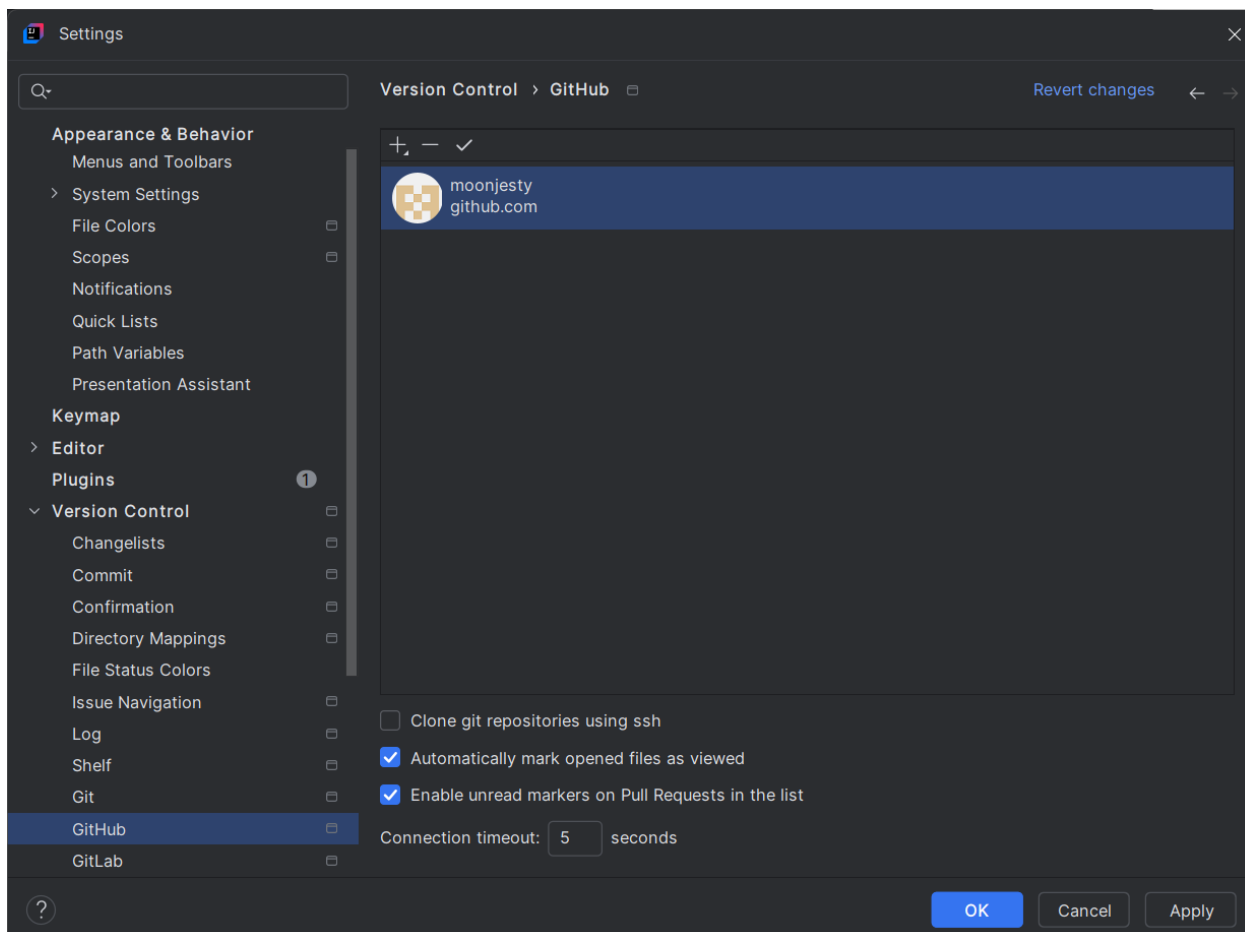 Settings
Version Control › GitHub
Revert changes
Appearance & Behavior
Menus and Toolbars
System Settings
File Colors
Scopes
Notifications
Quick Lists
Path Variables
Presentation Assistant
Keymap
Editor
Plugins 1
Version Control
Changelists
Commit
Confirmation
Directory Mappings
File Status Colors
Issue Navigation
Log
Shelf
Git
GitHub
GitLab
moonjesty
github.com
Clone git repositories using ssh
Automatically mark opened files as viewed
Enable unread markers on Pull Requests in the list
Connection timeout: 5 seconds
?
OK
Cancel
Apply